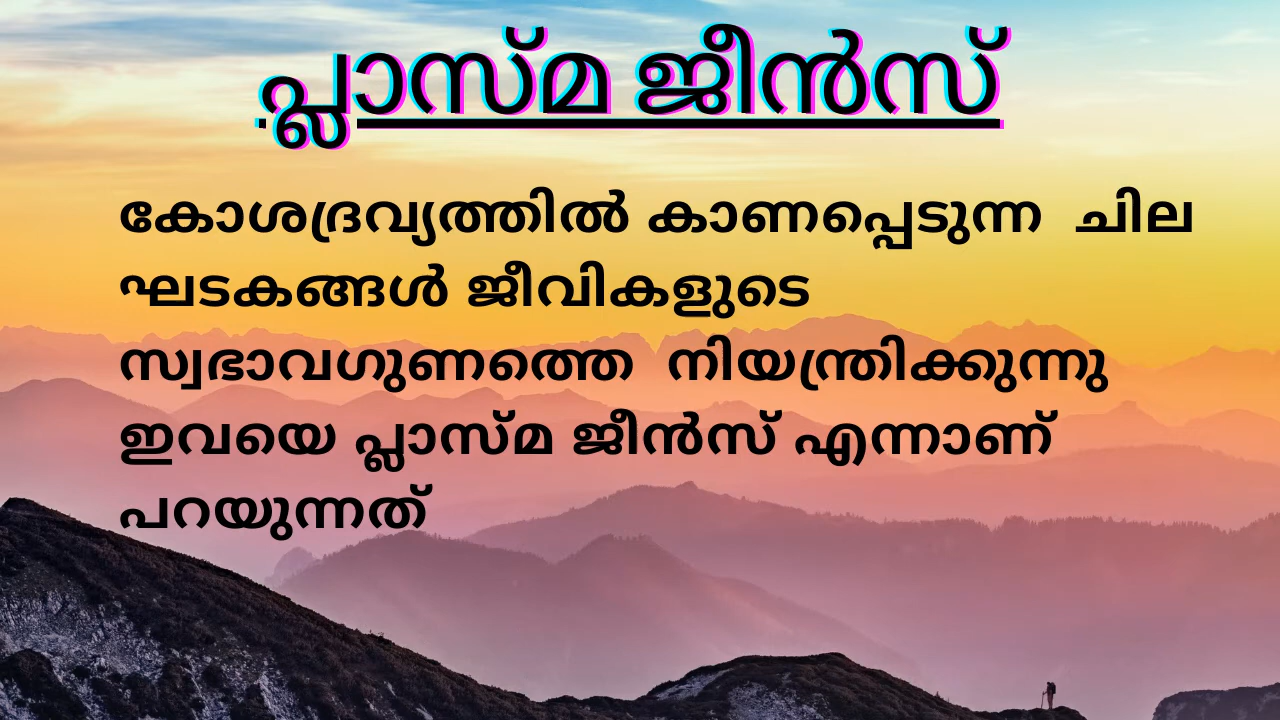 പ്ലാസ്മ ജീൻസ്
കോശദ്രവ്യത്തിൽ കാണപ്പെടുന്ന ചില
ഘടകങ്ങൾ ജീവികളുടെ
സ്വഭാവഗുണത്തെ നിയന്ത്രിക്കുന്നു
ഇവയെ പ്ലാസ്മ ജീൻസ് എന്നാണ്
പറയുന്നത്